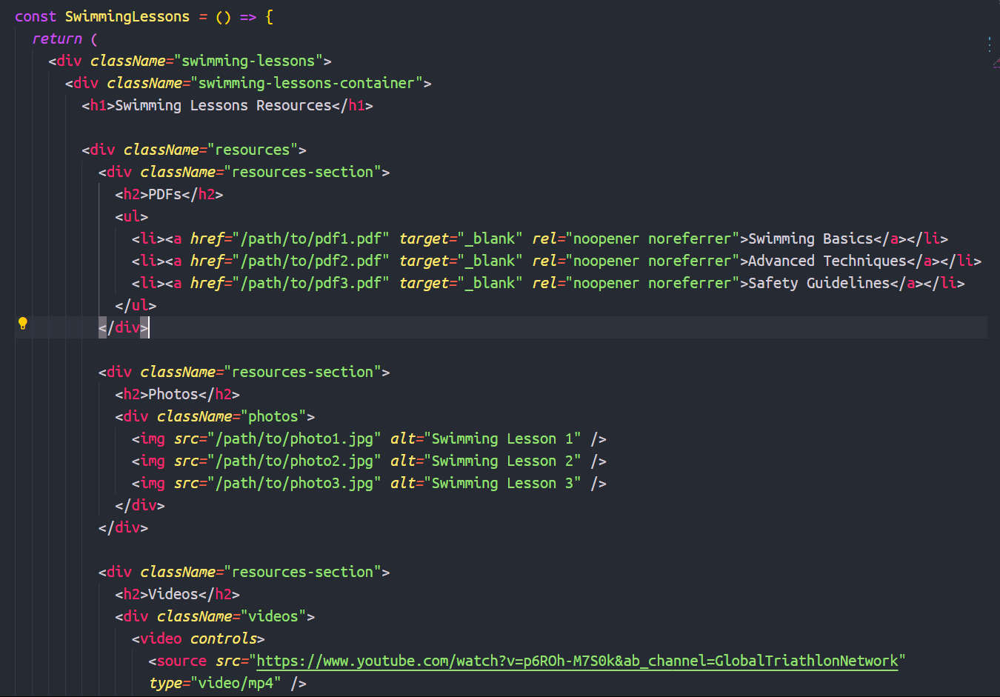 const SwimmingLessons = () => {
return (
<div className="swimming-lessons">
<div className="swimming-lessons-container">
<h1>Swimming Lessons Resources</h1>
<div className="resources">
<div className="resources-section">
<h2>PDFs</h2>
<ul>
<li><a href="/path/to/pdf1.pdf" target="_blank" rel="noopener noreferrer">Swimming Basics</a></li>
<li><a href="/path/to/pdf2.pdf" target="_blank" rel="noopener noreferrer">Advanced Techniques</a></li>
<li><a href="/path/to/pdf3.pdf" target="_blank" rel="noopener noreferrer">Safety Guidelines</a></li>
</ul>
</div>
<div className="resources-section">
<h2>Photos</h2>
<div className="photos">
<img src="/path/to/photo1.jpg" alt="Swimming Lesson 1" />
<img src="/path/to/photo2.jpg" alt="Swimming Lesson 2" />
<img src="/path/to/photo3.jpg" alt="Swimming Lesson 3" />
</div>
</div>
<div className="resources-section">
<h2>Videos</h2>
<div className="videos">
<video controls>
<source src="https://www.youtube.com/watch?v=p6ROh-M7S0k&ab_channel=GlobalTriathlonNetwork"
type="video/mp4" />